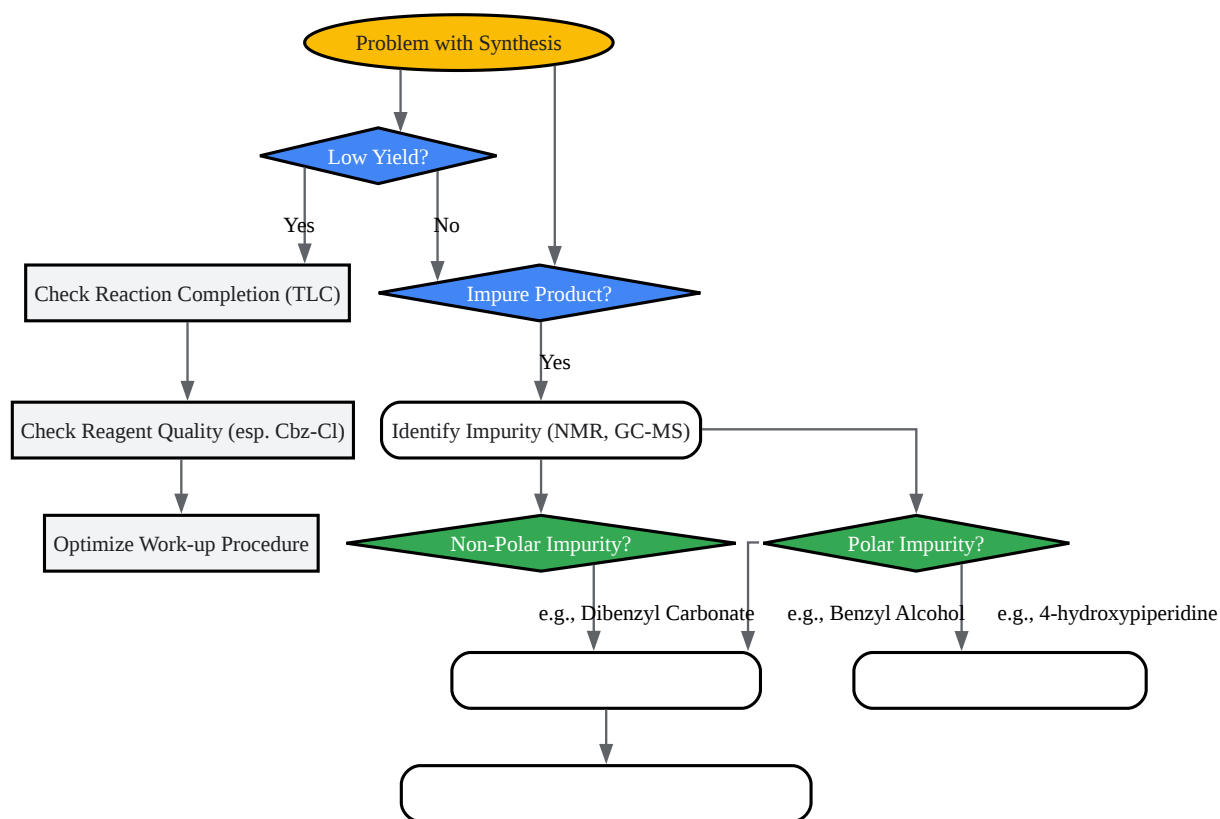 Problem with Synthesis
Low Yield?
Yes
No
Check Reaction Completion (TLC)
Impure Product?
Yes
Check Reagent Quality (esp. Cbz-Cl)
Identify Impurity (NMR, GC-MS)
Optimize Work-up Procedure
Non-Polar Impurity?
Polar Impurity?
e.g., Dibenzyl Carbonate
e.g., Benzyl Alcohol
e.g., 4-hydroxypiperidine